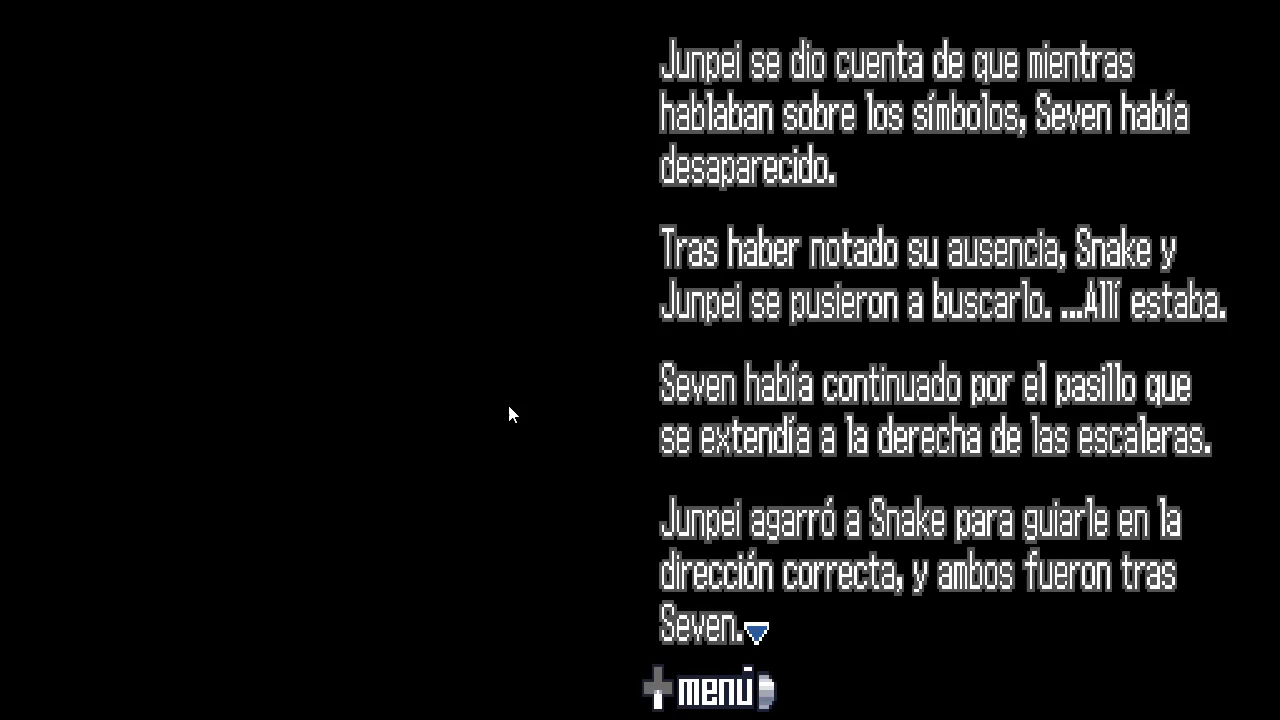 Junpei se dio cuenta de que mientras
hablaban sobre los símbolos, Seven había
desaparecido.
Tras haber notado su ausencia, Snake y
Junpei se pusieron a buscarlo. ...Allí estaba.
Seven había continuado por el pasillo que
se extendía a la derecha de las escaleras.
Junpei agarró a Snake para guiarle en la
dirección correcta, y ambos fueron tras
Seven.
menú